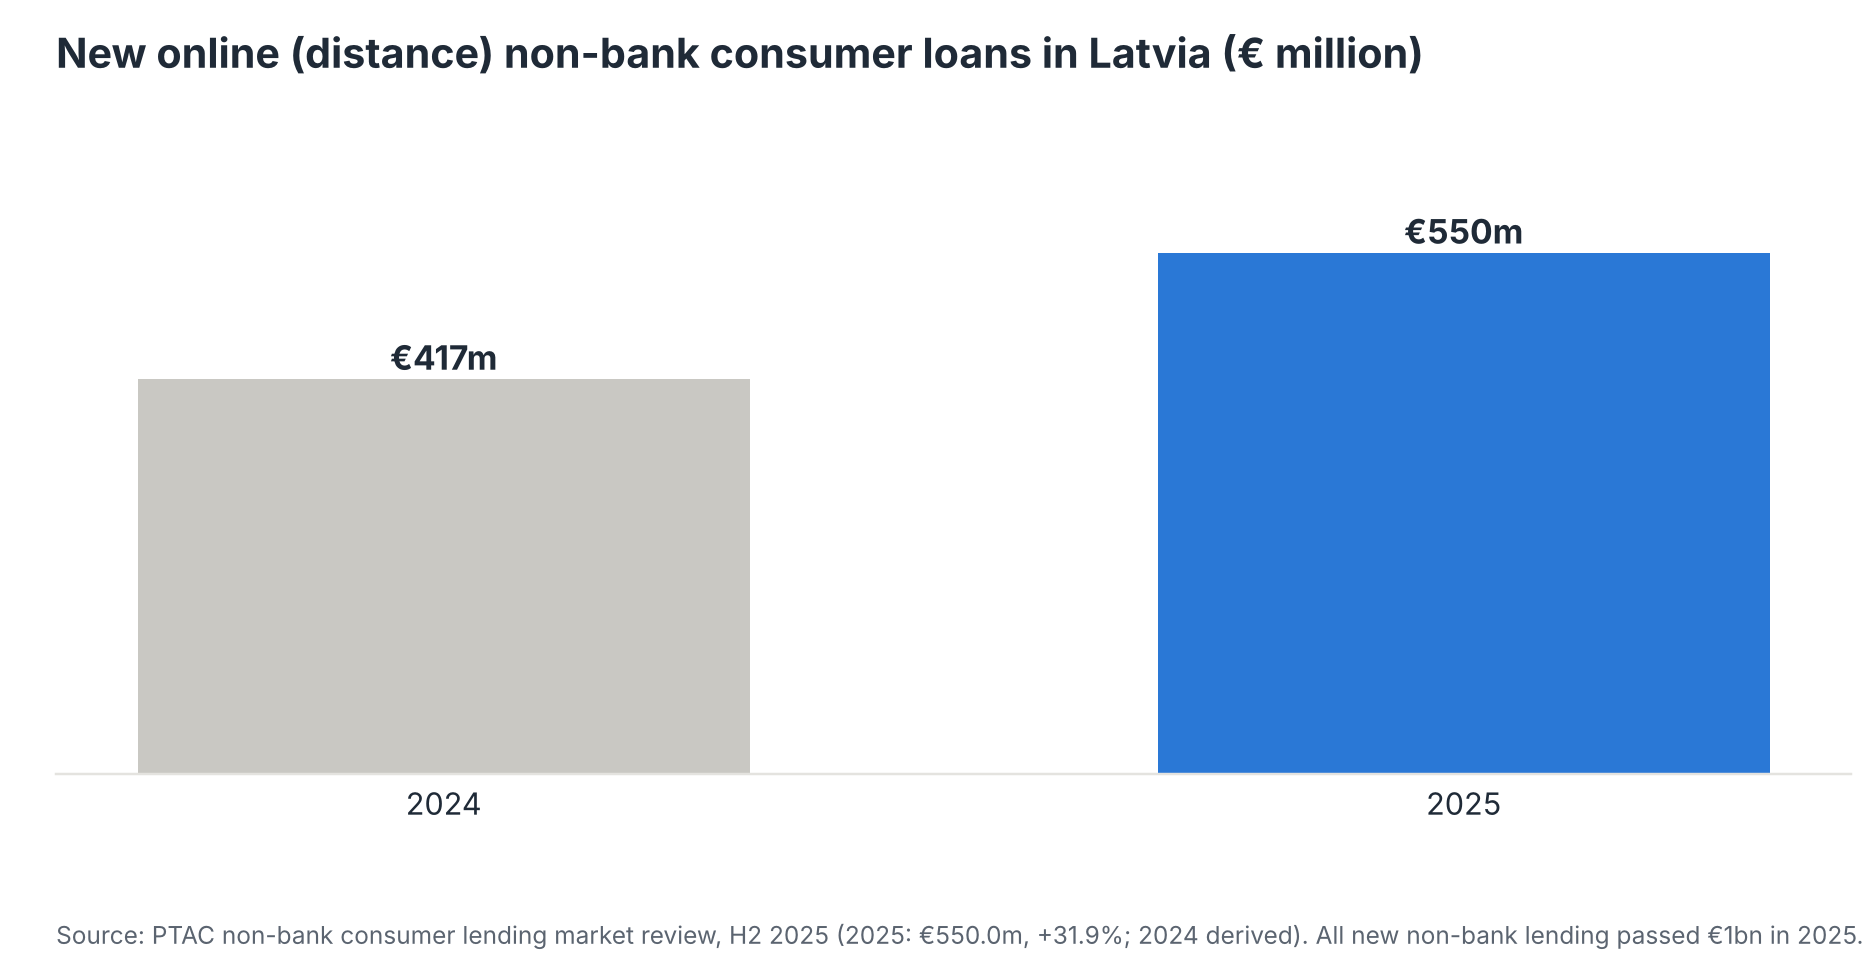 New online (distance) non-bank consumer loans in Latvia (€ million)
€550m
€417m
2024
2025
Source: PTAC non-bank consumer lending market review, H2 2025 (2025: €550.0m, +31.9%; 2024 derived). All new non-bank lending passed €1bn in 2025.